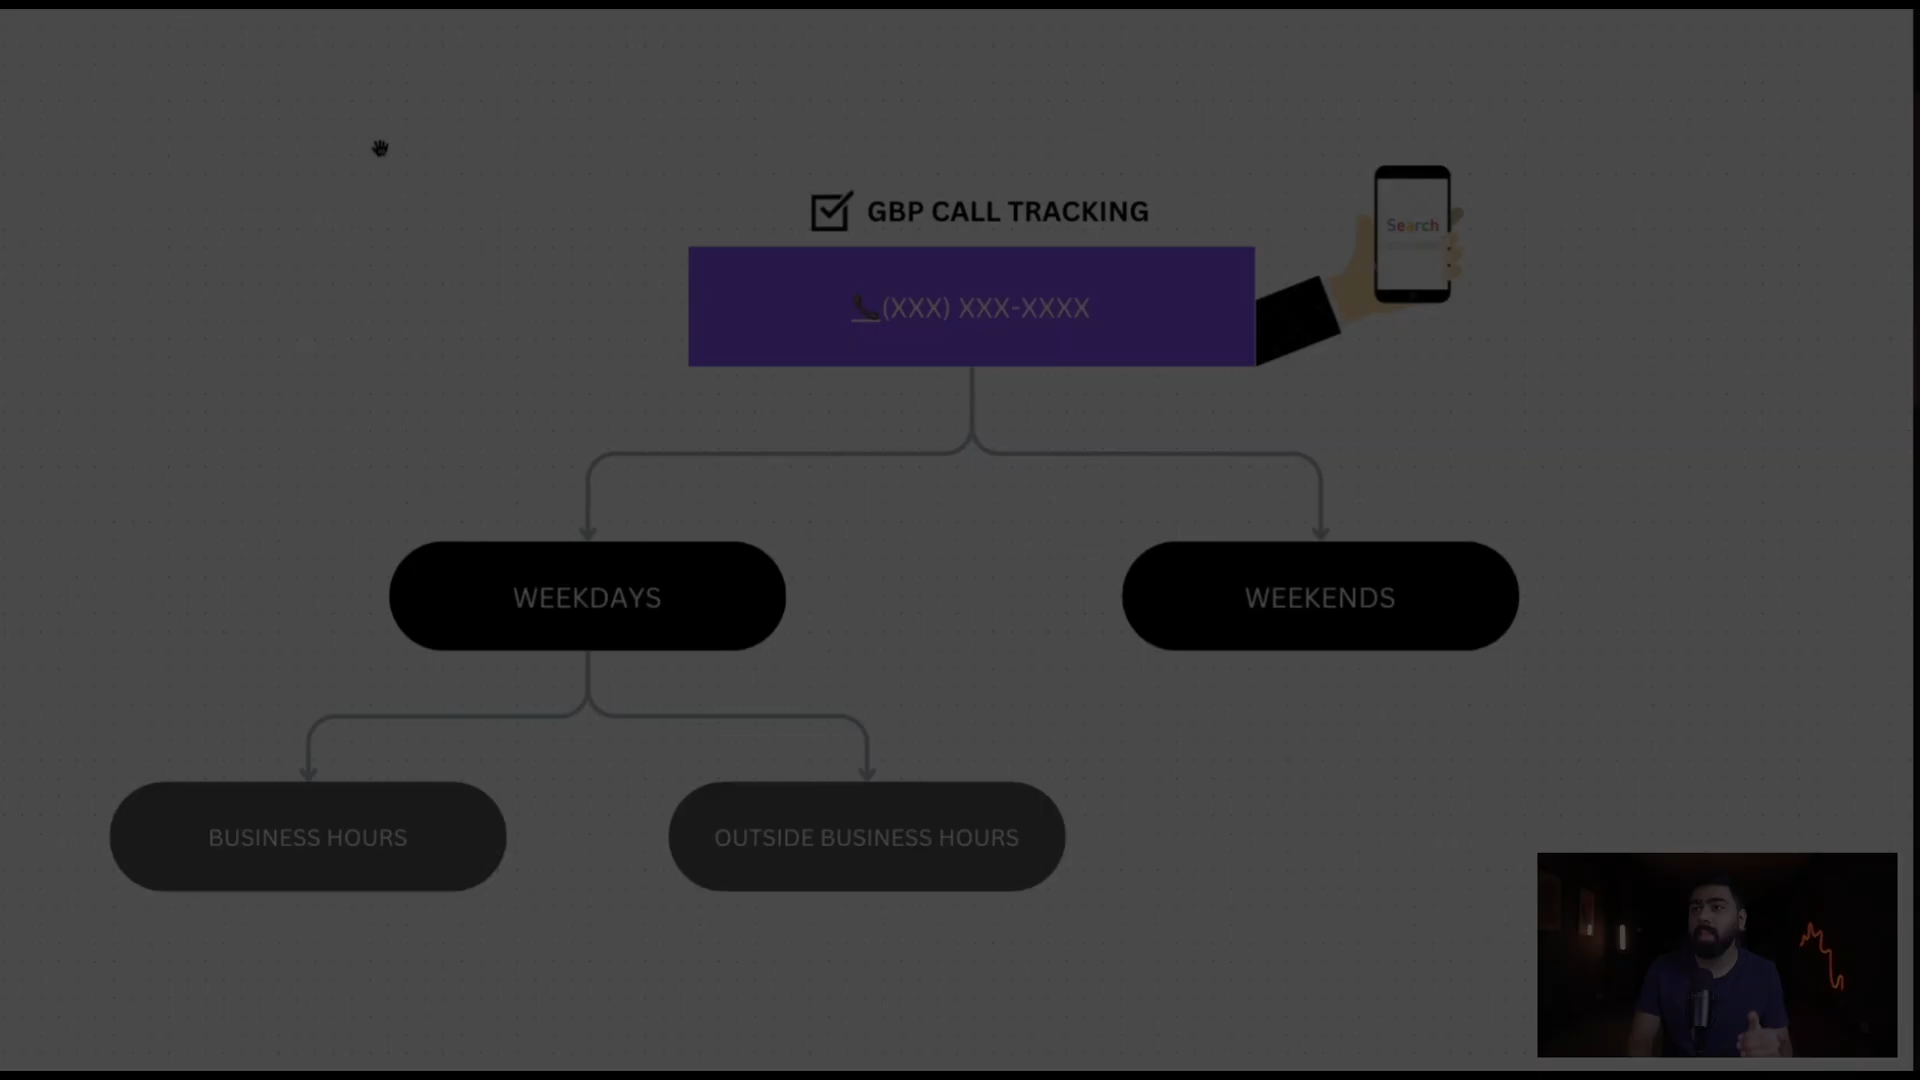 GBP CALL TRACKING
Search
(XXX) XXX-XXXX
WEEKDAYS
WEEKENDS
BUSINESS HOURS
OUTSIDE BUSINESS HOURS